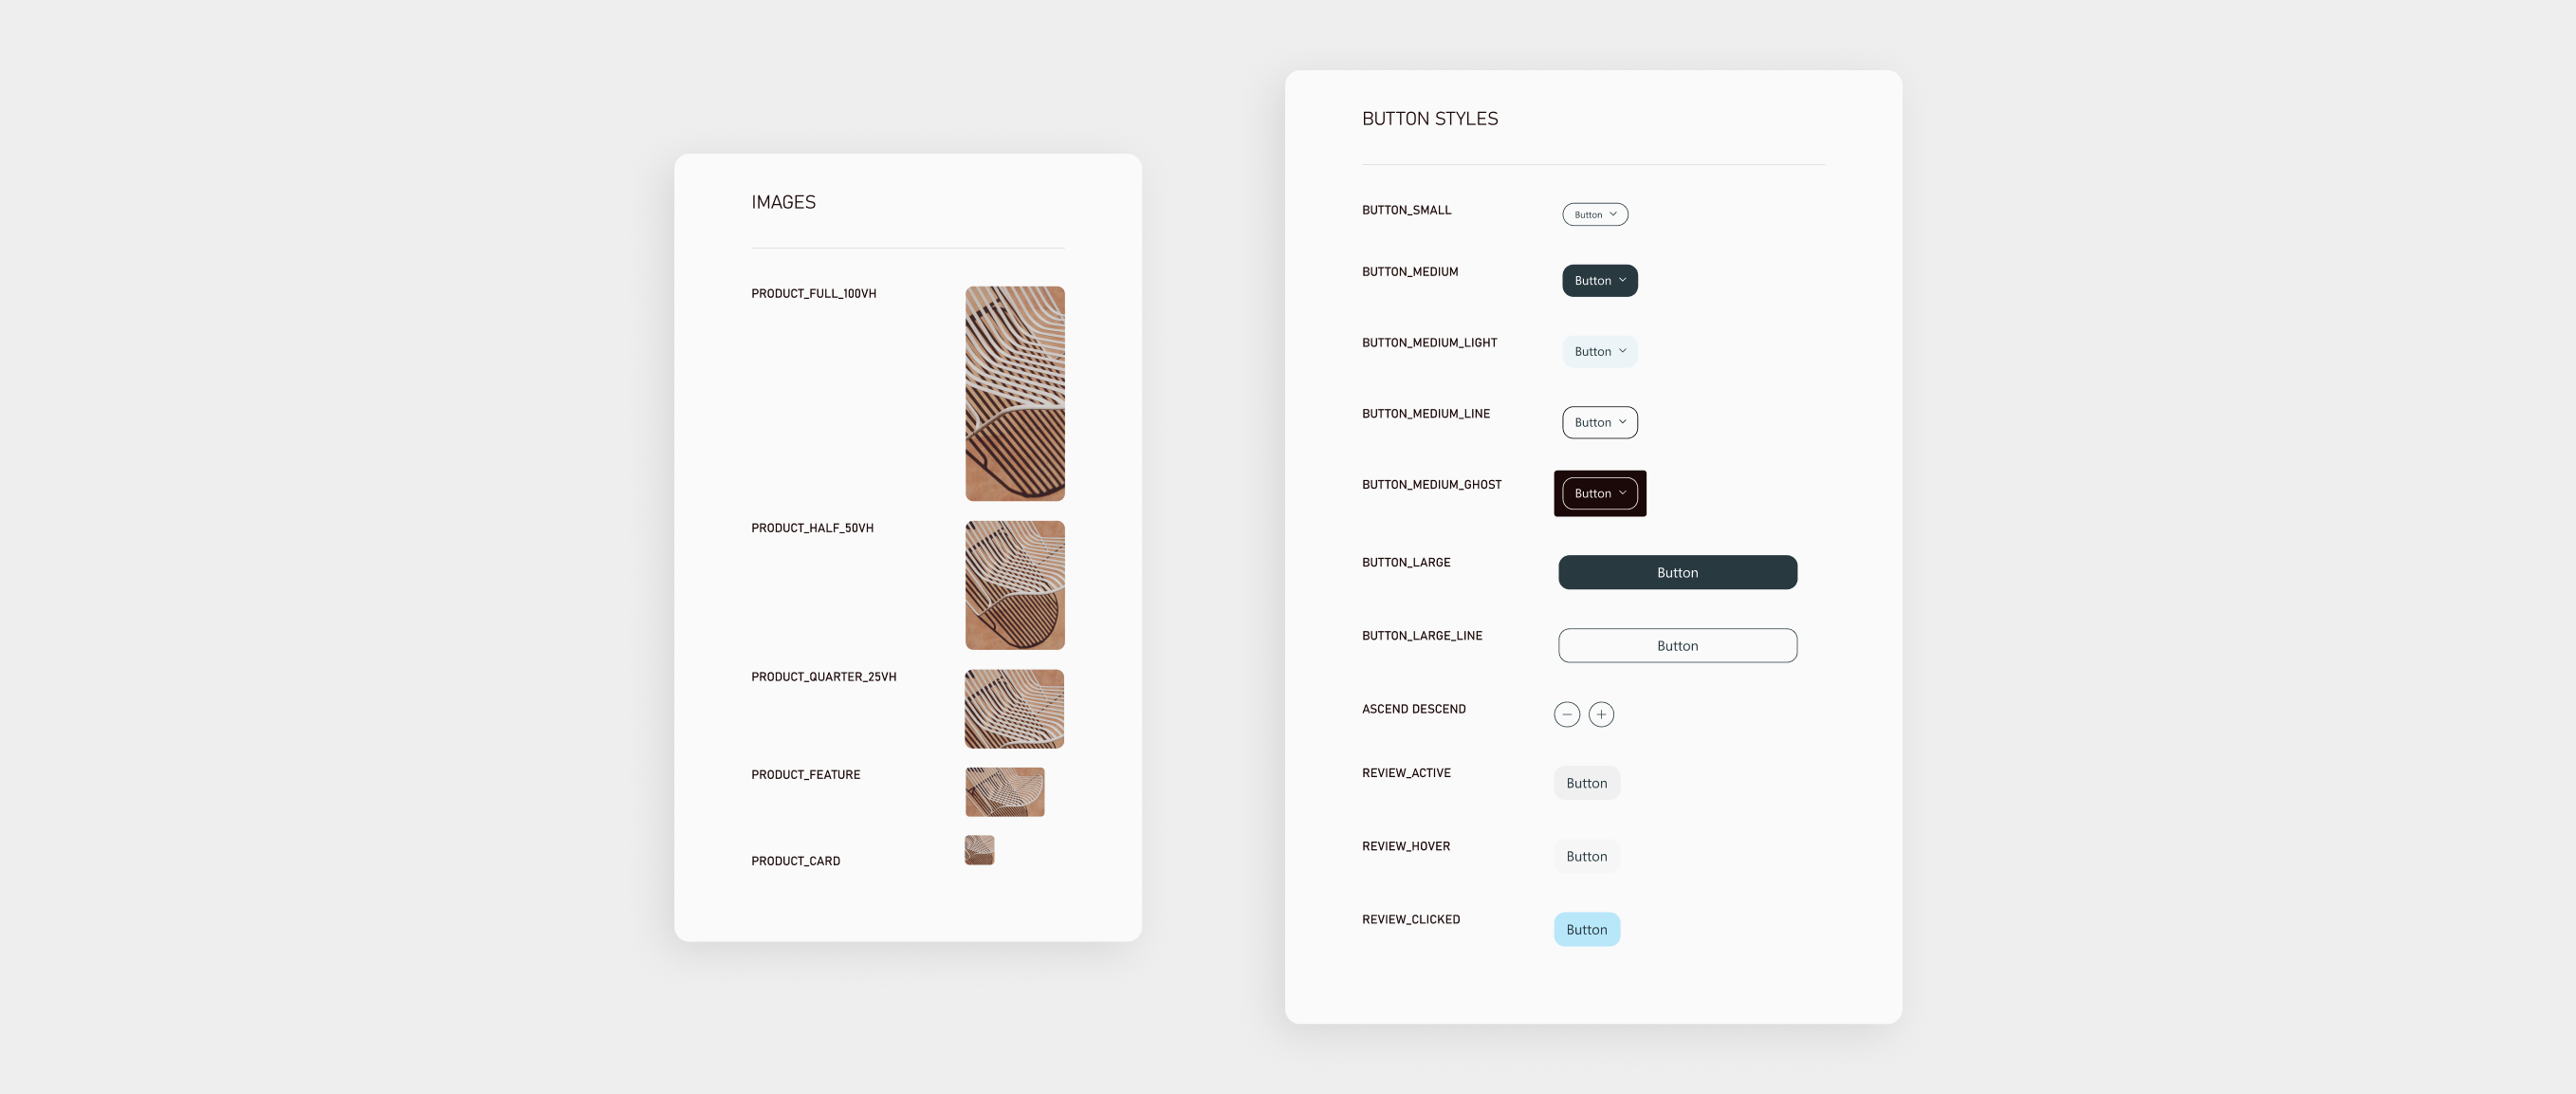 IMAGES
PRODUCT_FULL_100VH
PRODUCT_HALF_50VH
PRODUCT_QUARTER_25VH
PRODUCT_FEATURE
PRODUCT_CARD
BUTTON STYLES
BUTTON_SMALL
Button
BUTTON_MEDIUM
Button
BUTTON_MEDIUM_LIGHT
Button
BUTTON_MEDIUM_LINE
Button
BUTTON_MEDIUM_GHOST
Button
BUTTON_LARGE
Button
BUTTON_LARGE_LINE
Button
ASCEND DESCEND
REVIEW_ACTIVE
Button
REVIEW_HOVER
Button
REVIEW_CLICKED
Button